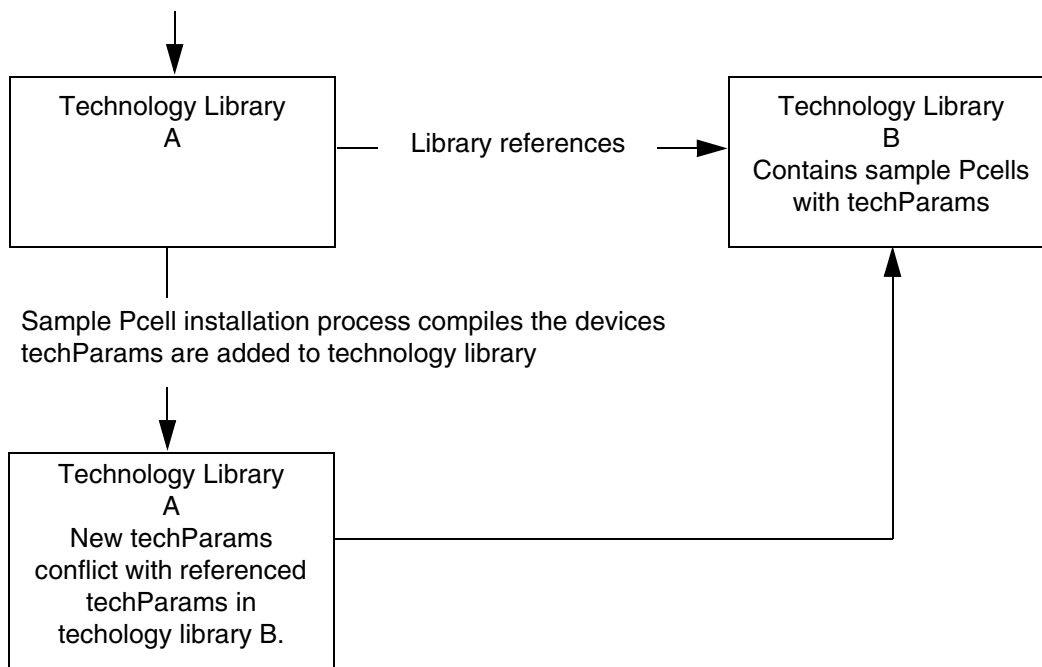 Technology Library
A
Library references
Technology Library
B
Contains sample Pcells
with techParams
Sample Pcell installation process compiles the devices
techParams are added to technology library
Technology Library
A
New techParams
conflict with referenced
techParams in
techology library B.